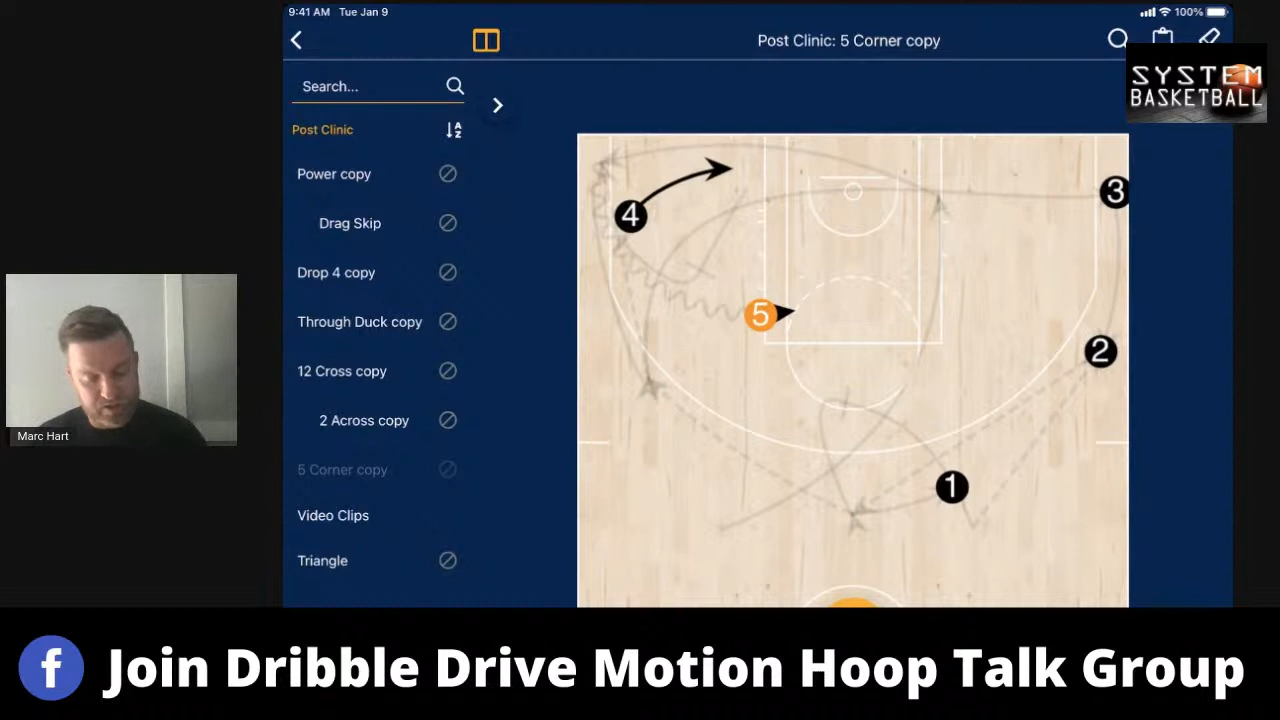 9:41 AM Tue Jan 9
100%
Post Clinic: 5 Corner copy
SYSTEM
BASKETBALL
Search...
Post Clinic
A
Z
Power copy
Drag Skip
Drop 4 copy
Through Duck copy
12 Cross copy
2 Across copy
5 Corner copy
Video Clips
Triangle
3
4
5
2
1
Marc Hart
f Join Dribble Drive Motion Hoop Talk Group